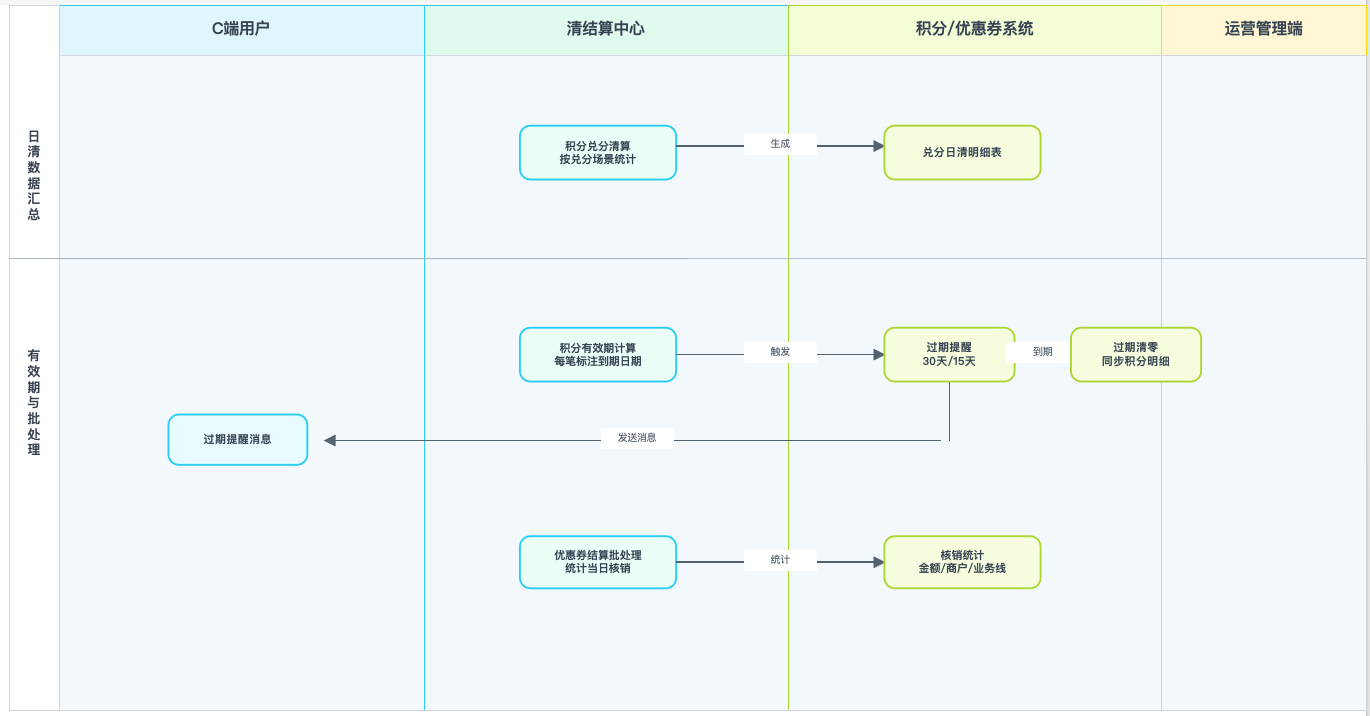 C端用户
清结算中心
积分/优惠券系统
运营管理端
日清数据汇总
积分兑分清算
按兑分场景统计
生成
兑分日清明细表
有效期与批处理
积分有效期计算
每笔标注到期日期
触发
过期提醒
30天/15天
到期
过期清零
同步积分明细
过期提醒消息
发送消息
优惠券结算批处理
统计当日核销
统计
核销统计
金额/商户/业务线